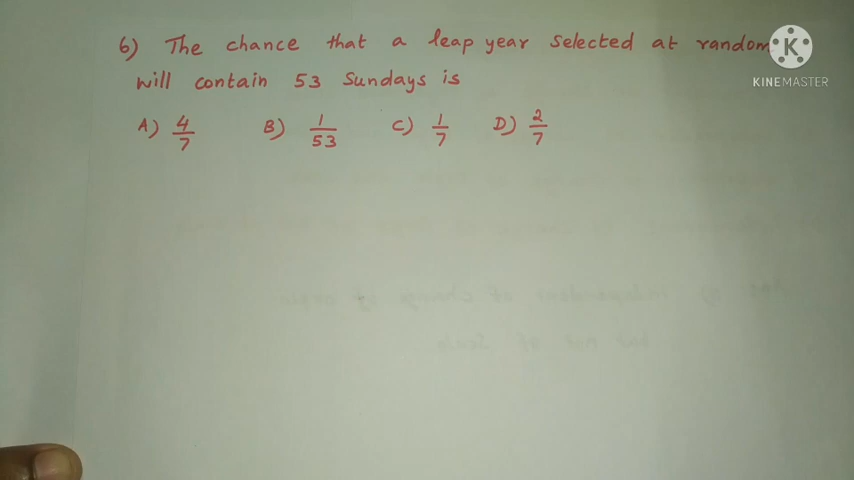 6) The chance that a leap year selected at random
will contain 53 Sundays is
A) 4/7 B) 1/53 C) 1/7 D) 2/7
KINEMASTER